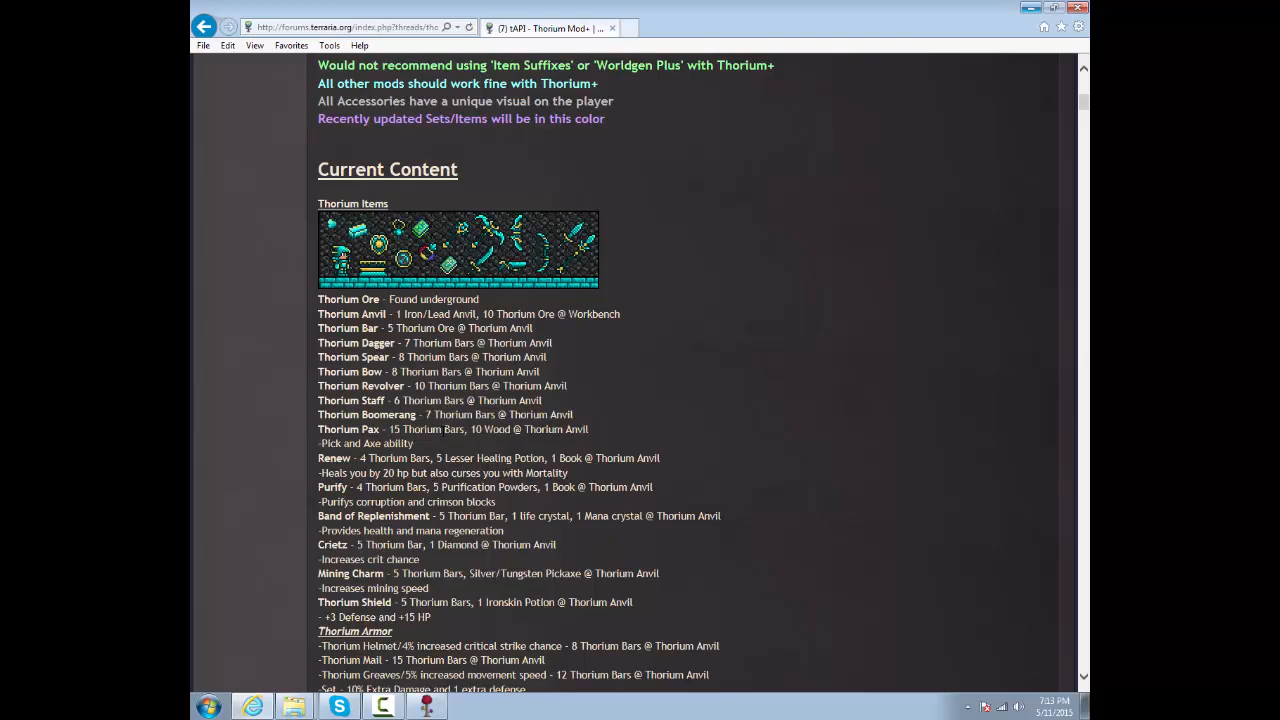 http://forums.terraria.org/index.php?threads/tho
(7) tAPI - Thorium Mod+ | ...
File Edit View Favorites Tools Help
Would not recommend using 'Item Suffixes' or 'Worldgen Plus' with Thorium+
All other mods should work fine with Thorium+
All Accessories have a unique visual on the player
Recently updated Sets/Items will be in this color
Current Content
Thorium Items
Thorium Ore - Found underground
Thorium Anvil - 1 Iron/Lead Anvil, 10 Thorium Ore @ Workbench
Thorium Bar - 5 Thorium Ore @ Thorium Anvil
Thorium Dagger - 7 Thorium Bars @ Thorium Anvil
Thorium Spear - 8 Thorium Bars @ Thorium Anvil
Thorium Bow - 8 Thorium Bars @ Thorium Anvil
Thorium Revolver - 10 Thorium Bars @ Thorium Anvil
Thorium Staff - 6 Thorium Bars @ Thorium Anvil
Thorium Boomerang - 7 Thorium Bars @ Thorium Anvil
Thorium Pax - 15 Thorium Bars, 10 Wood @ Thorium Anvil
-Pick and Axe ability
Renew - 4 Thorium Bars, 5 Lesser Healing Potion, 1 Book @ Thorium Anvil
-Heals you by 20 hp but also curses you with Mortality
Purify - 4 Thorium Bars, 5 Purification Powders, 1 Book @ Thorium Anvil
-Purifys corruption and crimson blocks
Band of Replenishment - 5 Thorium Bar, 1 life crystal, 1 Mana crystal @ Thorium Anvil
-Provides health and mana regeneration
Crietz - 5 Thorium Bar, 1 Diamond @ Thorium Anvil
-Increases crit chance
Mining Charm - 5 Thorium Bars, Silver/Tungsten Pickaxe @ Thorium Anvil
-Increases mining speed
Thorium Shield - 5 Thorium Bars, 1 Ironskin Potion @ Thorium Anvil
- +3 Defense and +15 HP
Thorium Armor
-Thorium Helmet/4% increased critical strike chance - 8 Thorium Bars @ Thorium Anvil
-Thorium Mail - 15 Thorium Bars @ Thorium Anvil
-Thorium Greaves/5% increased movement speed - 12 Thorium Bars @ Thorium Anvil
-Set - 10% Extra Damage and 1 extra defense
7:13 PM
5/11/2015